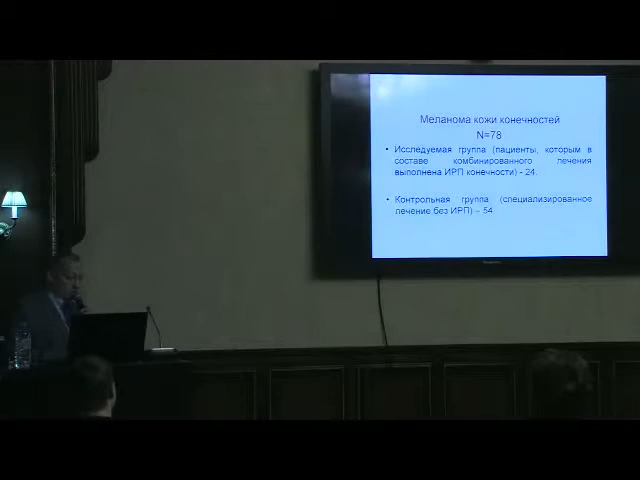 Меланома кожи конечностей
N=78
• Исследуемая группа (пациенты, которым в
составе комбинированного лечения
выполнена ИРП конечности) - 24.
• Контрольная группа (специализированное
лечение без ИРП) – 54